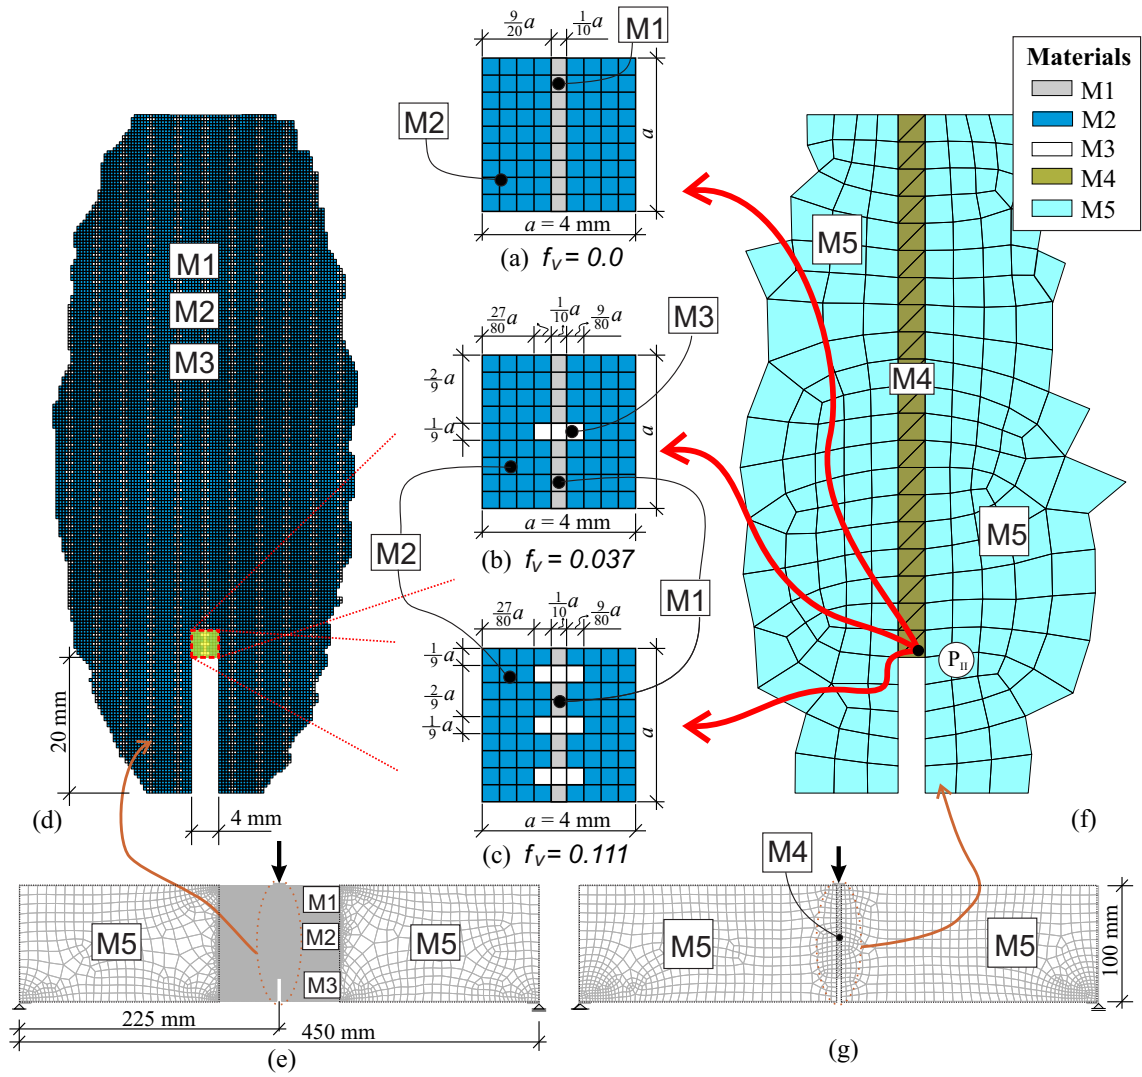 9/20 a
1/10 a
M1
M2
a
a = 4 mm
(a) f_v = 0.0
Materials
M1
M2
M3
M4
M5
M1
M2
M3
20 mm
4 mm
(d)
27/80 a
1/10 a
9/80 a
M3
2/9 a
1/9 a
a
M2
a = 4 mm
(b) f_v = 0.037
M1
27/80 a
1/10 a
9/80 a
1/9 a
2/9 a
1/9 a
a
a = 4 mm
(c) f_v = 0.111
M5
M4
M5
P_II
(f)
M5
M1
M2
M3
M5
225 mm
450 mm
(e)
M4
M5
M5
100 mm
(g)